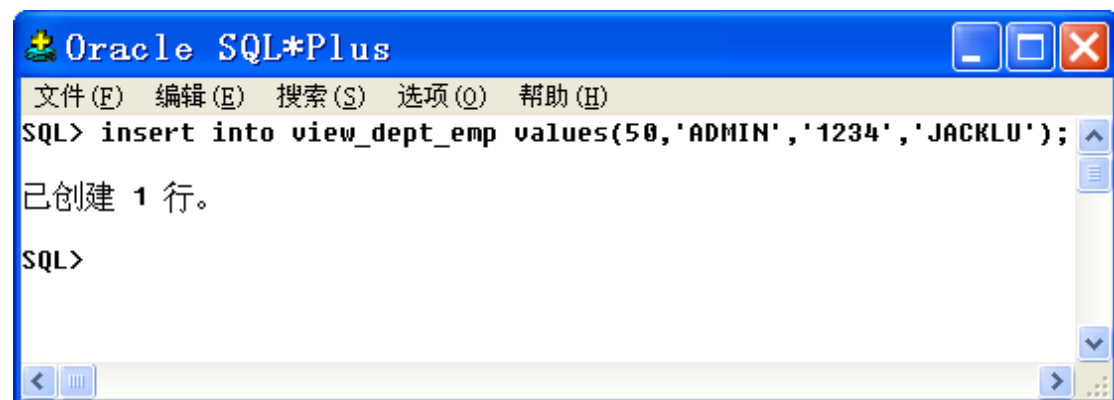 Oracle SQL*Plus
文件(F) 编辑(E) 搜索(S) 选项(O) 帮助(H)
SQL> insert into view_dept_emp values(50,'ADMIN','1234','JACKLU');
已创建 1 行。
SQL>